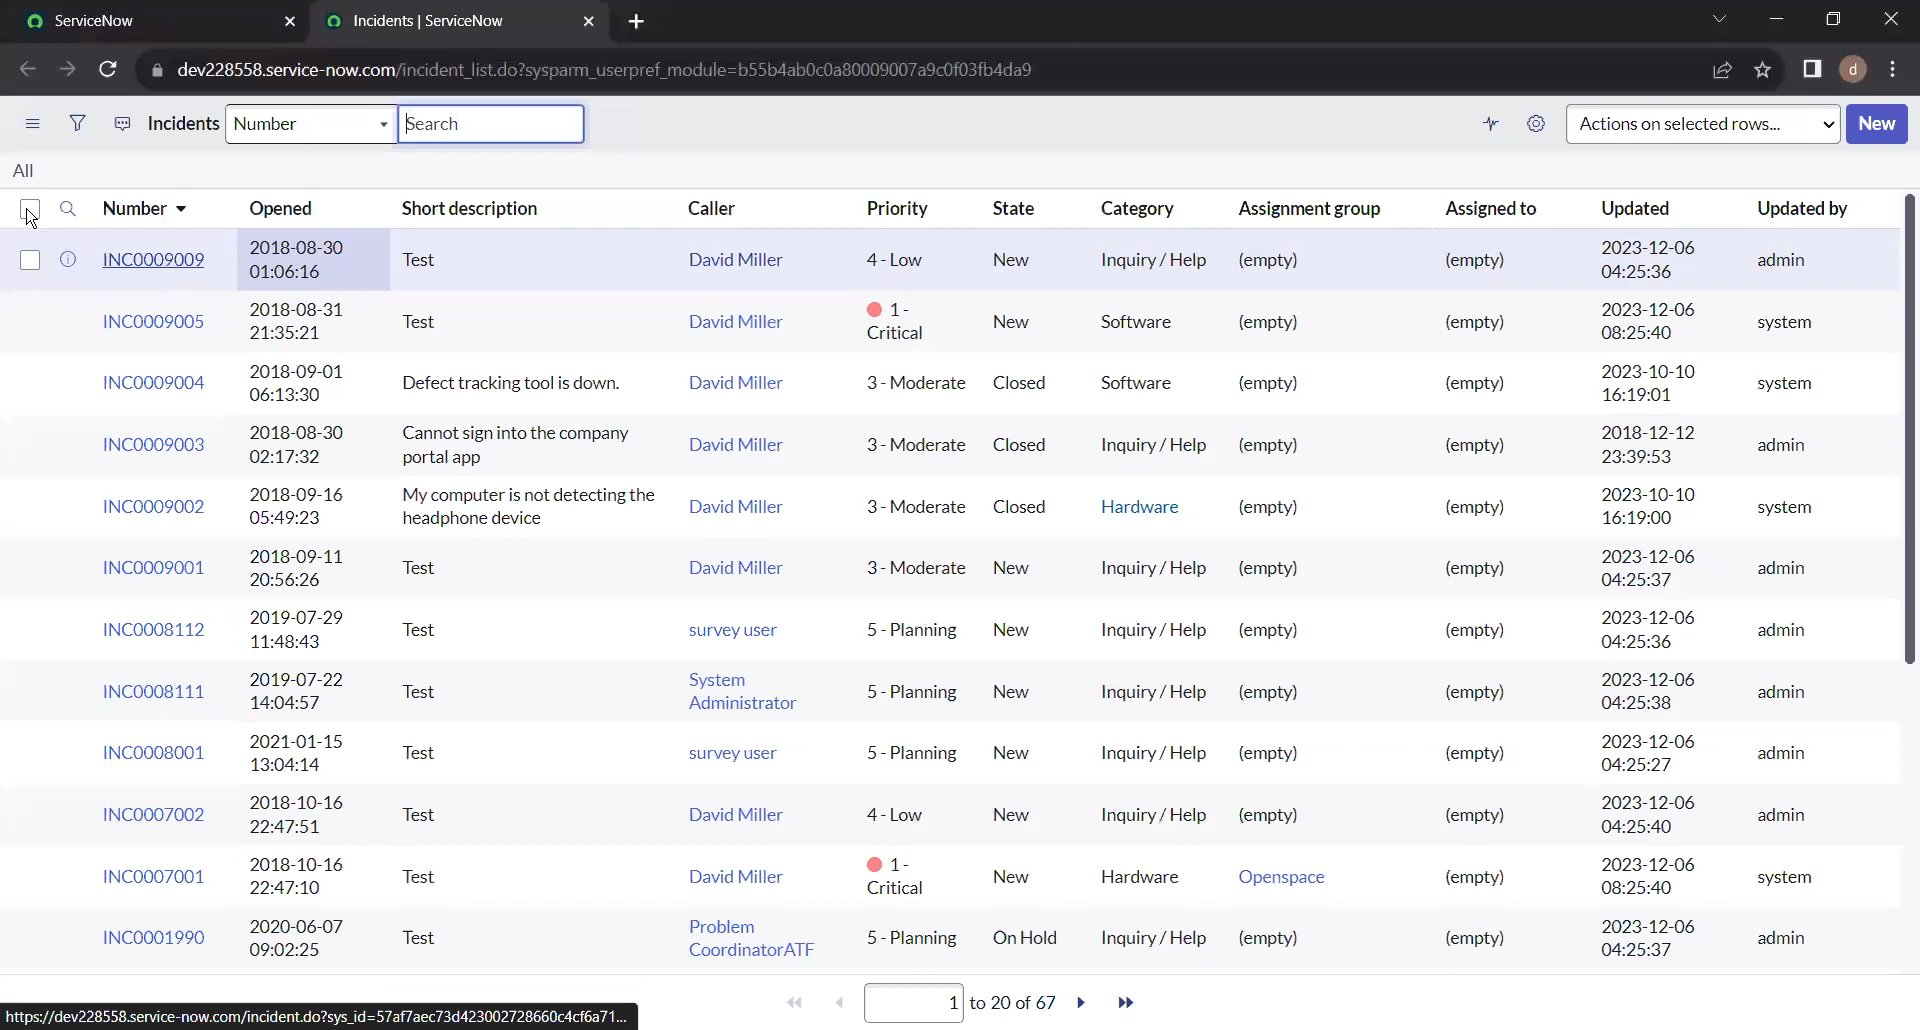 ServiceNow
Incidents | ServiceNow
dev228558.service-now.com/incident_list.do?sysparm_userpref_module=b55b4ab0c0a80009007a9c0f03fb4da9
d
Incidents
Number
Search
Actions on selected rows...
New
All
Number Opened Short description Caller Priority State Category Assignment group Assigned to Updated Updated by
INC0009009 2018-08-30 01:06:16 Test David Miller 4 - Low New Inquiry / Help (empty) (empty) 2023-12-06 04:25:36 admin
INC0009005 2018-08-31 21:35:21 Test David Miller 1 - Critical New Software (empty) (empty) 2023-12-06 08:25:40 system
INC0009004 2018-09-01 06:13:30 Defect tracking tool is down. David Miller 3 - Moderate Closed Software (empty) (empty) 2023-10-10 16:19:01 system
INC0009003 2018-08-30 02:17:32 Cannot sign into the company portal app David Miller 3 - Moderate Closed Inquiry / Help (empty) (empty) 2018-12-12 23:39:53 admin
INC0009002 2018-09-16 05:49:23 My computer is not detecting the headphone device David Miller 3 - Moderate Closed Hardware (empty) (empty) 2023-10-10 16:19:00 system
INC0009001 2018-09-11 20:56:26 Test David Miller 3 - Moderate New Inquiry / Help (empty) (empty) 2023-12-06 04:25:37 admin
INC0008112 2019-07-29 11:48:43 Test survey user 5 - Planning New Inquiry / Help (empty) (empty) 2023-12-06 04:25:36 admin
INC0008111 2019-07-22 14:04:57 Test System Administrator 5 - Planning New Inquiry / Help (empty) (empty) 2023-12-06 04:25:38 admin
INC0008001 2021-01-15 13:04:14 Test survey user 5 - Planning New Inquiry / Help (empty) (empty) 2023-12-06 04:25:27 admin
INC0007002 2018-10-16 22:47:51 Test David Miller 4 - Low New Inquiry / Help (empty) (empty) 2023-12-06 04:25:40 admin
INC0007001 2018-10-16 22:47:10 Test David Miller 1 - Critical New Hardware Openspace (empty) 2023-12-06 08:25:40 system
INC0001990 2020-06-07 09:02:25 Test Problem CoordinatorATF 5 - Planning On Hold Inquiry / Help (empty) (empty) 2023-12-06 04:25:37 admin
1 to 20 of 67
https://dev228558.service-now.com/incident.do?sys_id=57af7aec73d423002728660c4cf6a71...